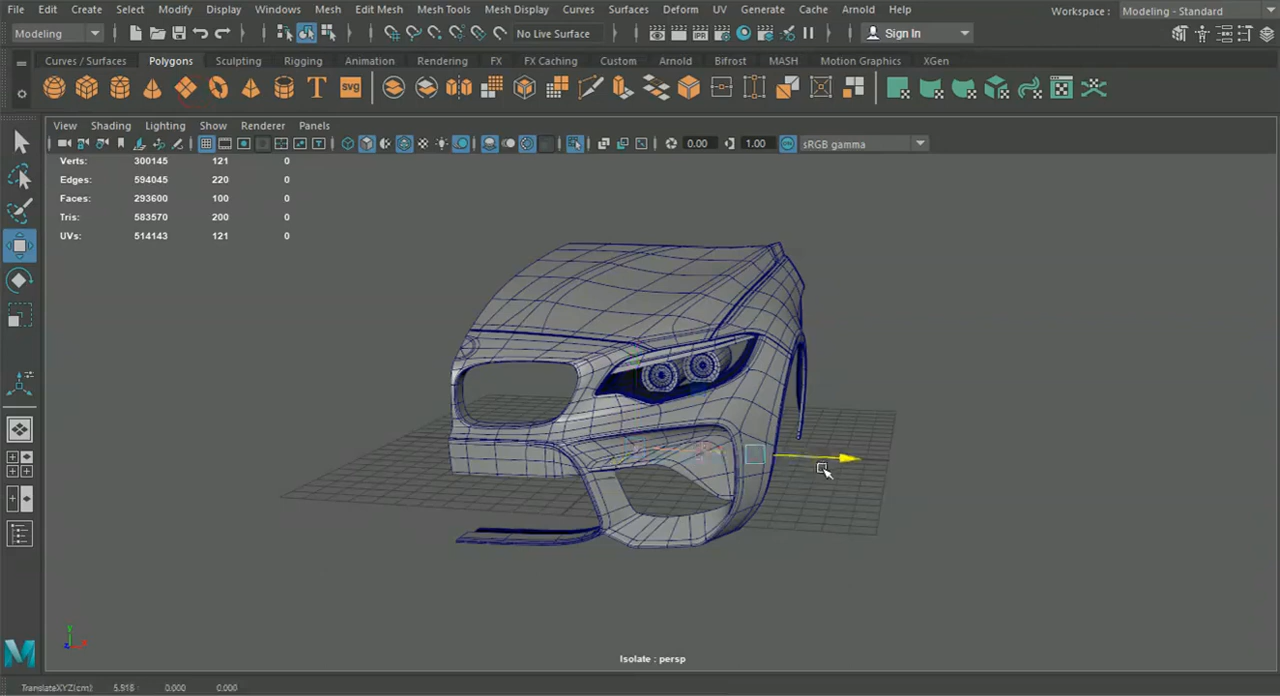 File Edit Create Select Modify Display Windows Mesh Edit Mesh Mesh Tools Mesh Display Curves Surfaces Deform UV Generate Cache Arnold Help Workspace : Modeling - Standard
Modeling No Live Surface Sign In
Curves / Surfaces Polygons Sculpting Rigging Animation Rendering FX FX Caching Custom Arnold Bifrost MASH Motion Graphics XGen
T SVG
View Shading Lighting Show Renderer Panels
0.00 1.00 sRGB gamma
Verts: 300145 121 0
Edges: 594045 220 0
Faces: 293600 100 0
Tris: 583570 200 0
UVs: 514143 121 0
Isolate : persp
TranslateXYZ(cm): 5.918 0.000 0.000